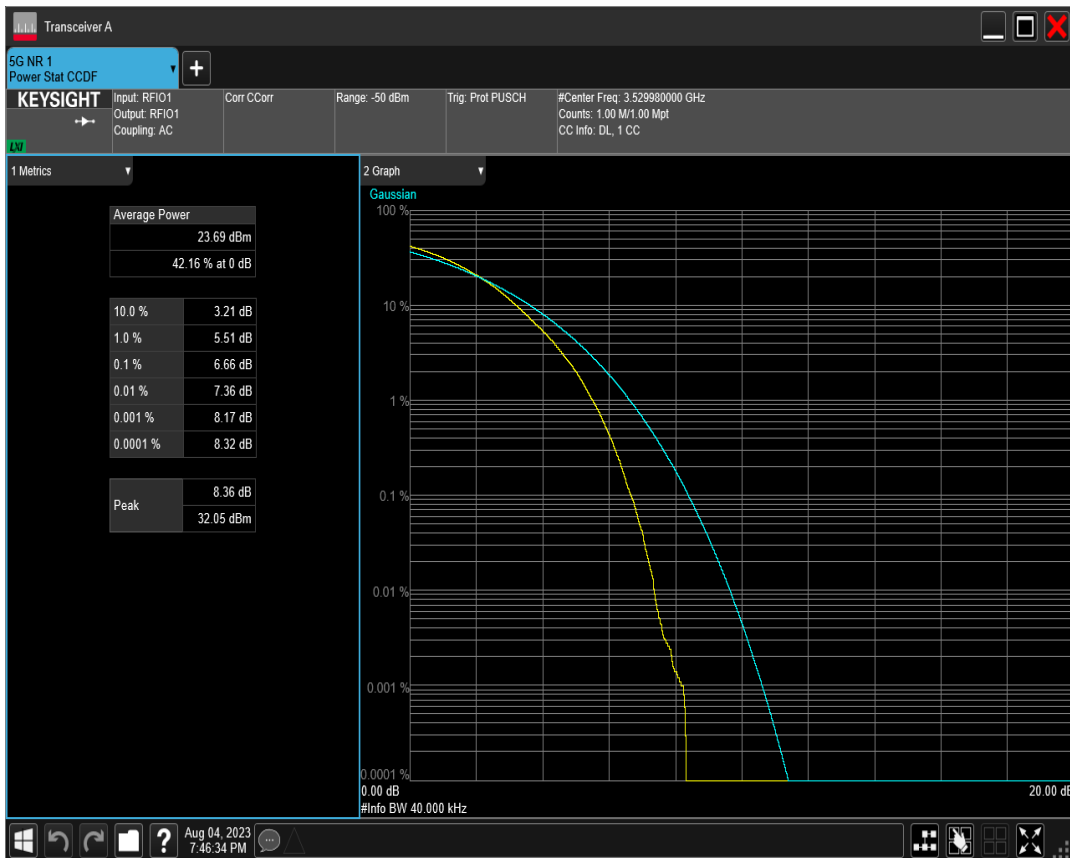 Transceiver A
5G NR 1
Power Stat CCDF
KEYSIGHT
LXI
Input: RFIO1
Output: RFIO1
Coupling: AC
Corr CCorr
Range: -50 dBm
Trig: Prot PUSCH
#Center Freq: 3.529980000 GHz
Counts: 1.00 M/1.00 Mpt
CC Info: DL, 1 CC
1 Metrics
Average Power
23.69 dBm
42.16 % at 0 dB
10.0 % 3.21 dB
1.0 % 5.51 dB
0.1 % 6.66 dB
0.01 % 7.36 dB
0.001 % 8.17 dB
0.0001 % 8.32 dB
Peak
8.36 dB
32.05 dBm
2 Graph
Gaussian
100 %
10 %
1 %
0.1 %
0.01 %
0.001 %
0.0001 %
0.00 dB 20.00 dB
#Info BW 40.000 kHz
? Aug 04, 2023
7:46:34 PM